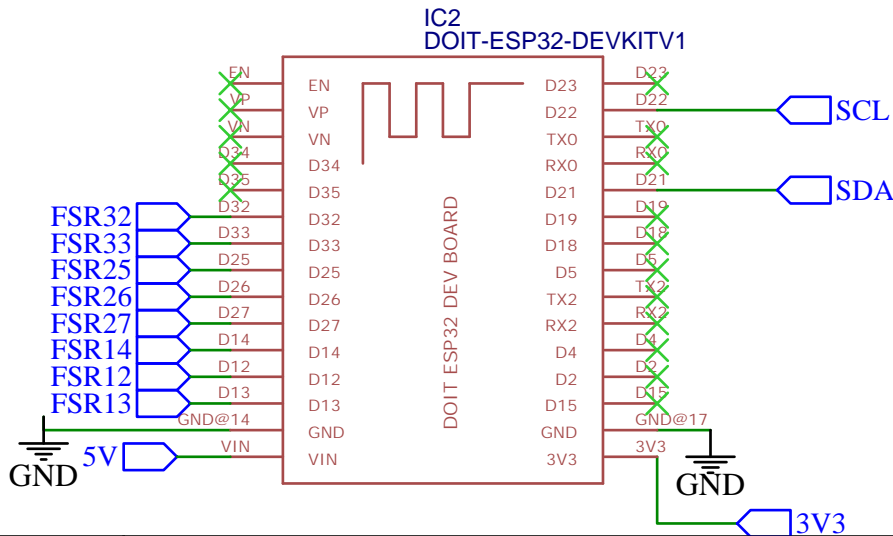 IC2
DOIT-ESP32-DEVKITV1
EN EN D23 D23
VP VP D22 D22 SCL
VN VN TX0 TX0
D34 D34 RX0 RX0
D35 D35 D21 D21 SDA
FSR32 D32 D32 D19 D19
FSR33 D33 D33 D18 D18
FSR25 D25 D25 D5 D5
FSR26 D26 D26 TX2 TX2
FSR27 D27 D27 RX2 RX2
FSR14 D14 D14 D4 D4
FSR12 D12 D12 D2 D2
FSR13 D13 D13 D15 D15
GND GND@14 GND GND GND@17 GND
5V VIN VIN 3V3 3V3
3V3
DOIT ESP32 DEV BOARD